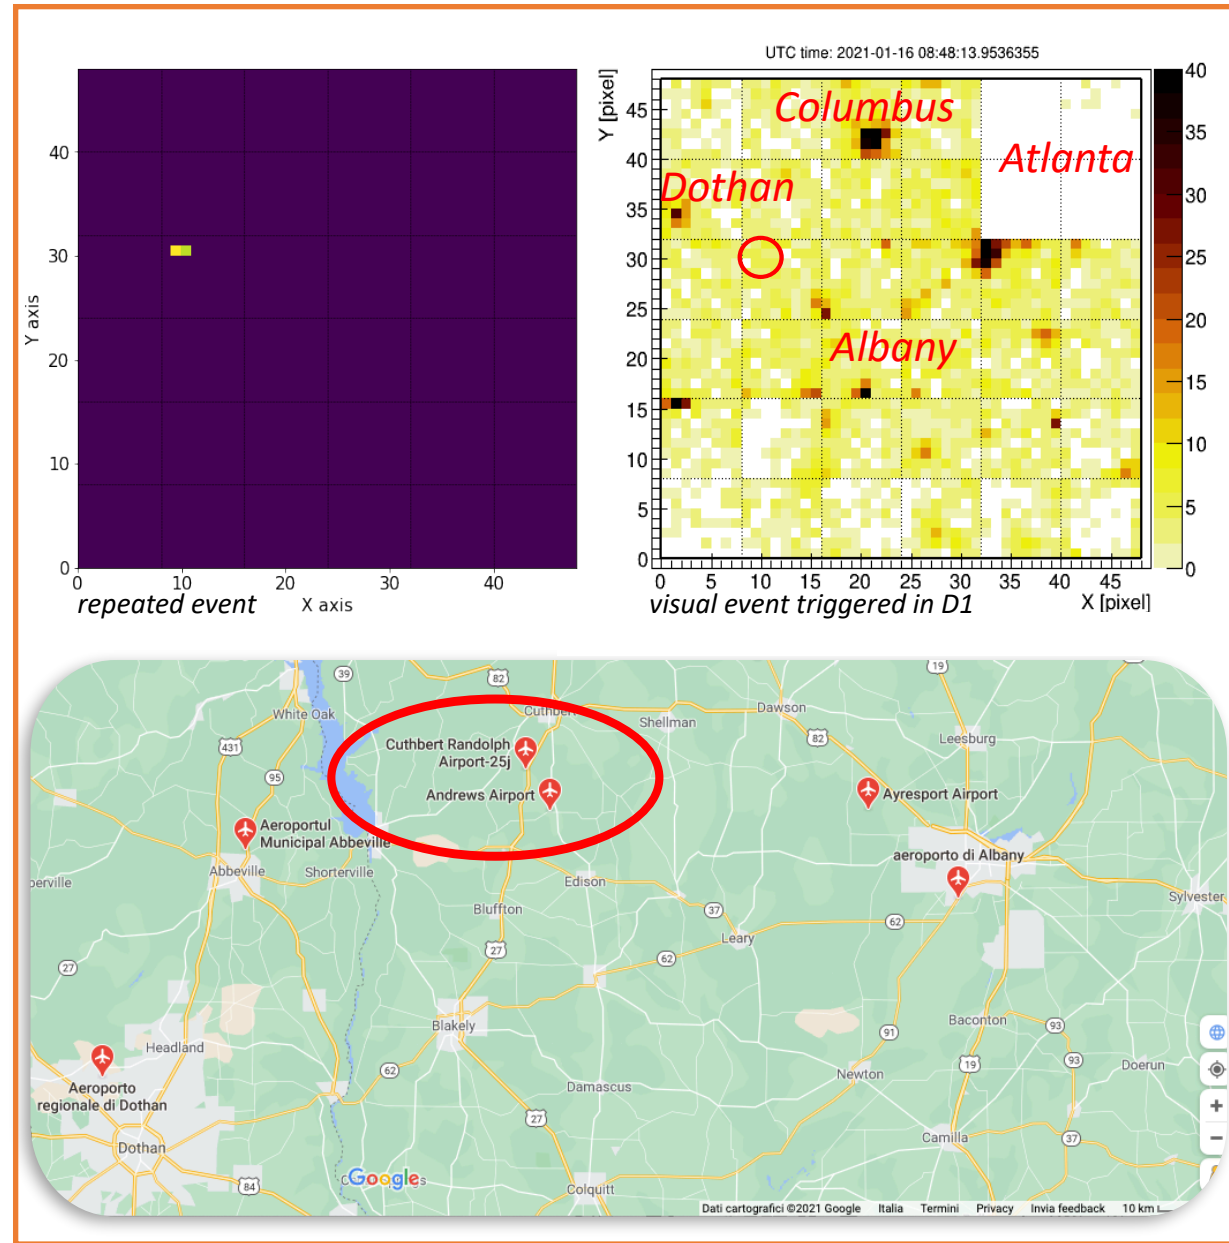 UTC time: 2021-01-16 08:48:13.9536355
40
30
20
10
0
Y axis
0 10 20 30 40
X axis
repeated event
Y [pixel]
45
40
35
30
25
20
15
10
5
0
Columbus
Atlanta
Dothan
Albany
0 5 10 15 20 25 30 35 40 45
X [pixel]
visual event triggered in D1
40
35
30
25
20
15
10
5
0
39
82
19
White Oak
Cuthbert
Shellman
Dawson
431
Cuthbert Randolph
Airport-25j
82
Leesburg
95
Andrews Airport
Ayresport Airport
Aeroportul
Municipal Abbeville
aeroporto di Albany
Abbeville
Shorterville
Edison
Sylvester
perville
Bluffton
37
62
27
Leary
27
62
Blakely
Baconton
93
91
Headland
62
19
93
Doerun
Newton
Aeroporto
regionale di Dothan
Damascus
27
Dothan
Camilla
37
84
Google
Colquitt
Dati cartografici ©2021 Google Italia Termini Privacy Invia feedback 10 km